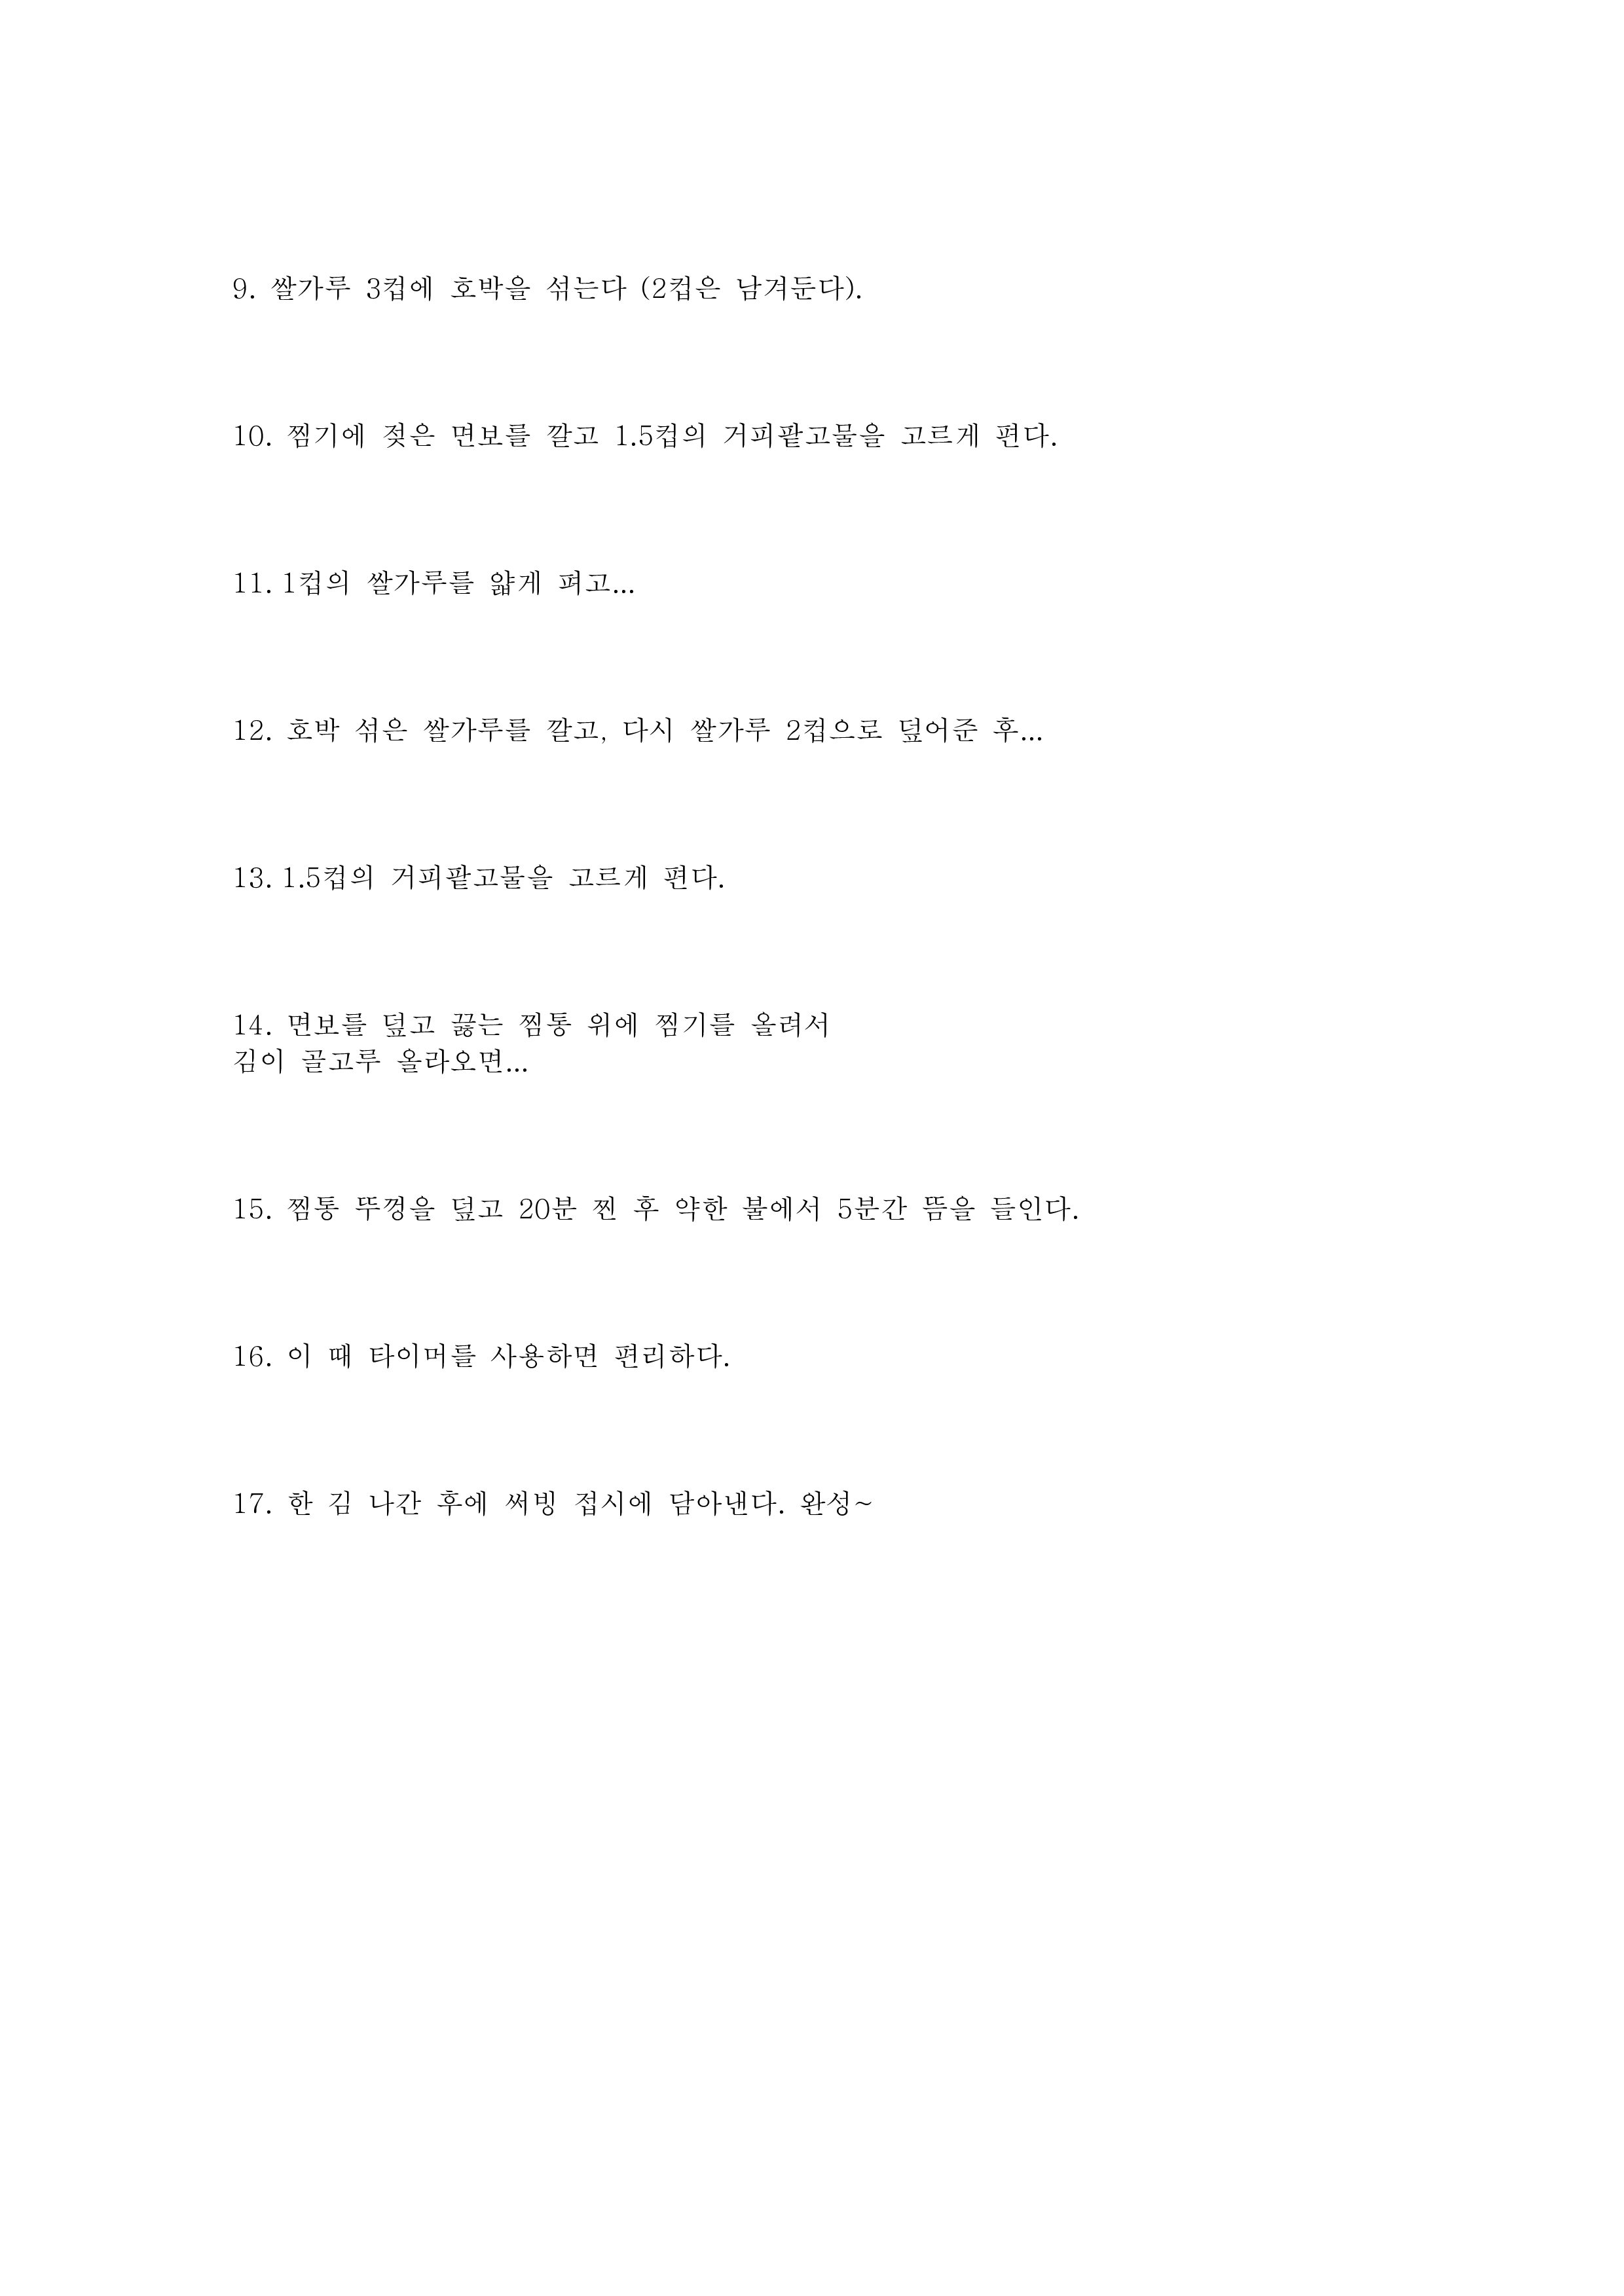 9. 쌀가루 3컵에 호박을 섞는다 (2컵은 남겨둔다).
10. 찜기에 젖은 면보를 깔고 1.5컵의 거피팥고물을 고르게 편다.
11. 1컵의 쌀가루를 얇게 펴고...
12. 호박 섞은 쌀가루를 깔고, 다시 쌀가루 2컵으로 덮어준 후...
13. 1.5컵의 거피팥고물을 고르게 편다.
14. 면보를 덮고 끓는 찜통 위에 찜기를 올려서
김이 골고루 올라오면...
15. 찜통 뚜껑을 덮고 20분 찐 후 약한 불에서 5분간 뜸을 들인다.
16. 이 때 타이머를 사용하면 편리하다.
17. 한 김 나간 후에 써빙 접시에 담아낸다. 완성~